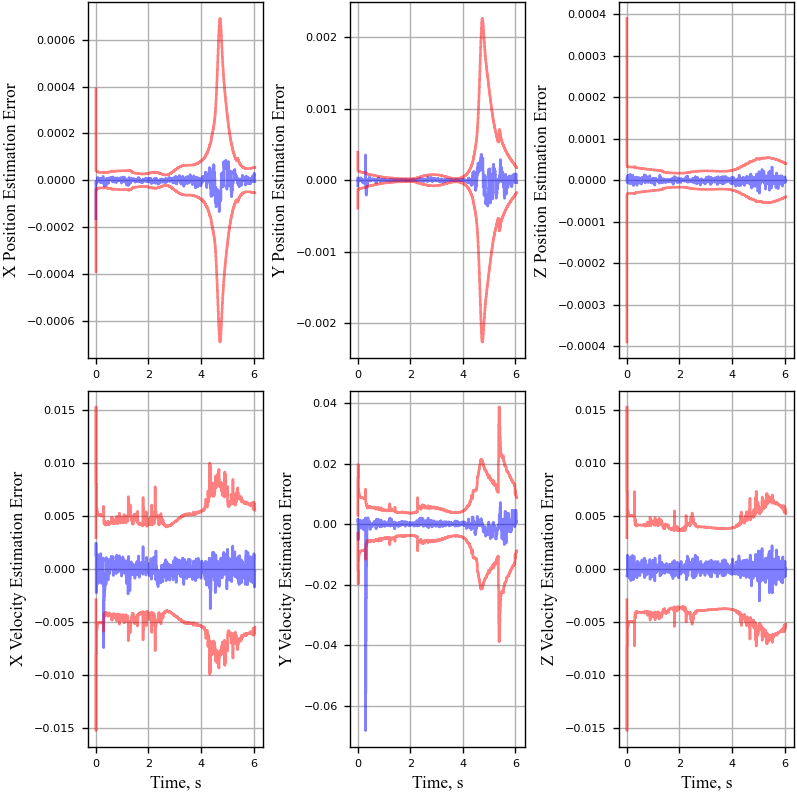 X Position Estimation Error
0.0006
0.0004
0.0002
0.0000
−0.0002
−0.0004
−0.0006
0 2 4 6
Y Position Estimation Error
0.002
0.001
0.000
−0.001
−0.002
0 2 4 6
Z Position Estimation Error
0.0004
0.0003
0.0002
0.0001
0.0000
−0.0001
−0.0002
−0.0003
−0.0004
0 2 4 6
X Velocity Estimation Error
0.015
0.010
0.005
0.000
−0.005
−0.010
−0.015
0 2 4 6
Time, s
Y Velocity Estimation Error
0.04
0.02
0.00
−0.02
−0.04
−0.06
0 2 4 6
Time, s
Z Velocity Estimation Error
0.015
0.010
0.005
0.000
−0.005
−0.010
−0.015
0 2 4 6
Time, s